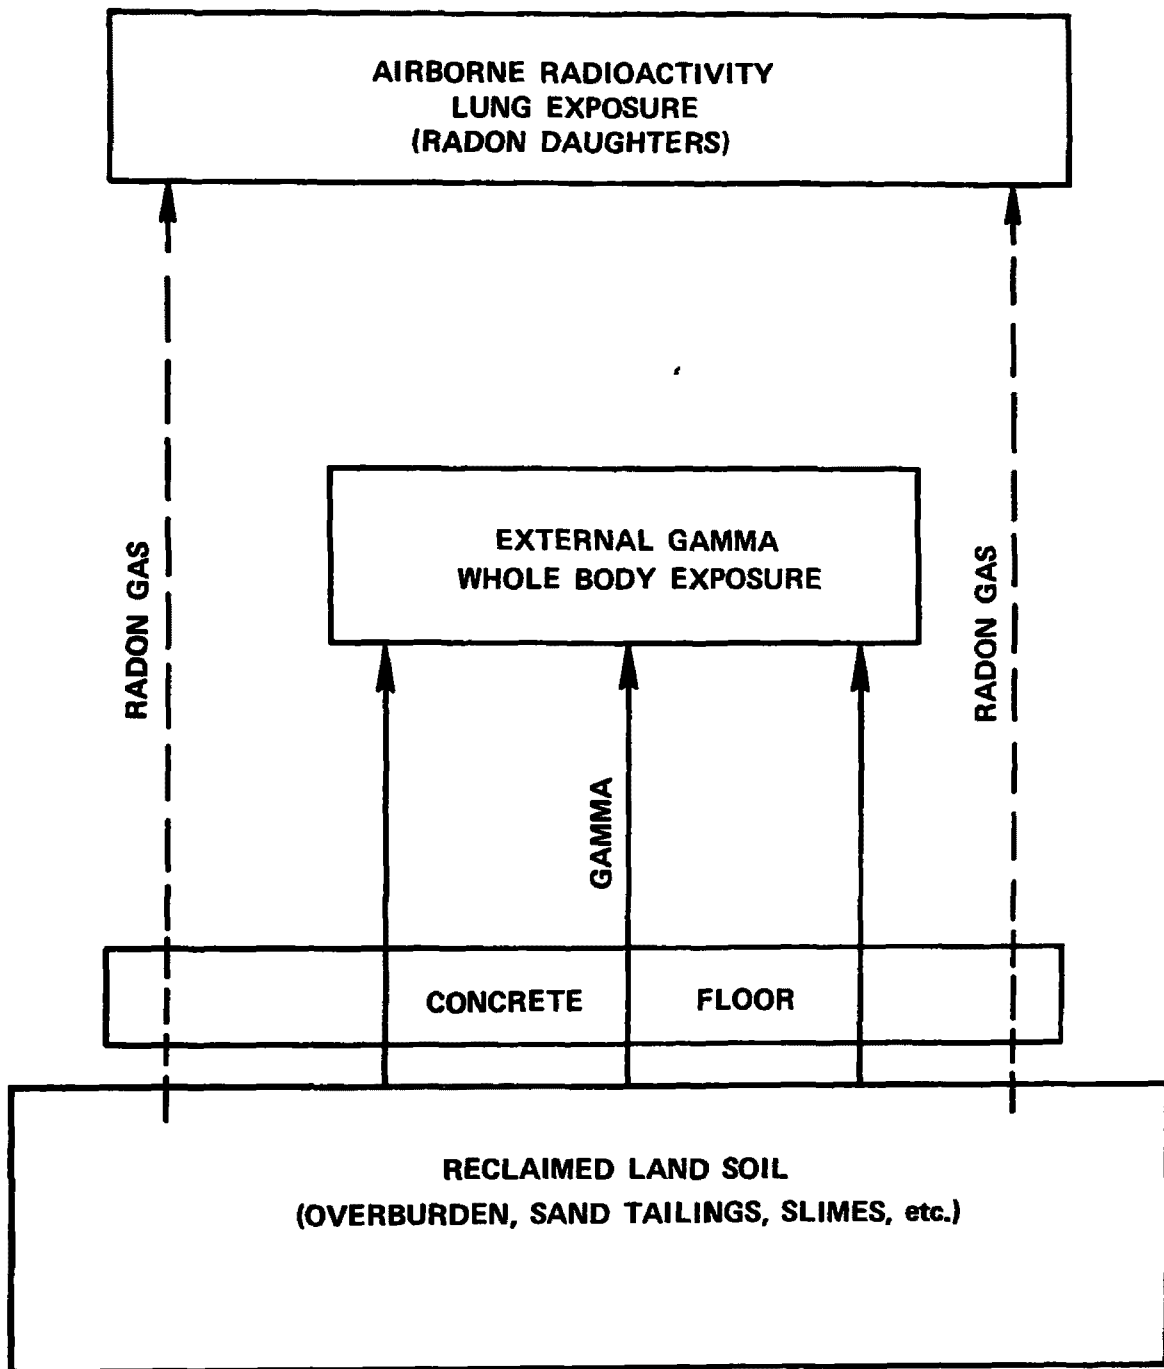 AIRBORNE RADIOACTIVITY
LUNG EXPOSURE
(RADON DAUGHTERS)
EXTERNAL GAMMA
WHOLE BODY EXPOSURE
RADON GAS
RADON GAS
GAMMA
CONCRETE FLOOR
RECLAIMED LAND SOIL
(OVERBURDEN, SAND TAILINGS, SLIMES, etc.)